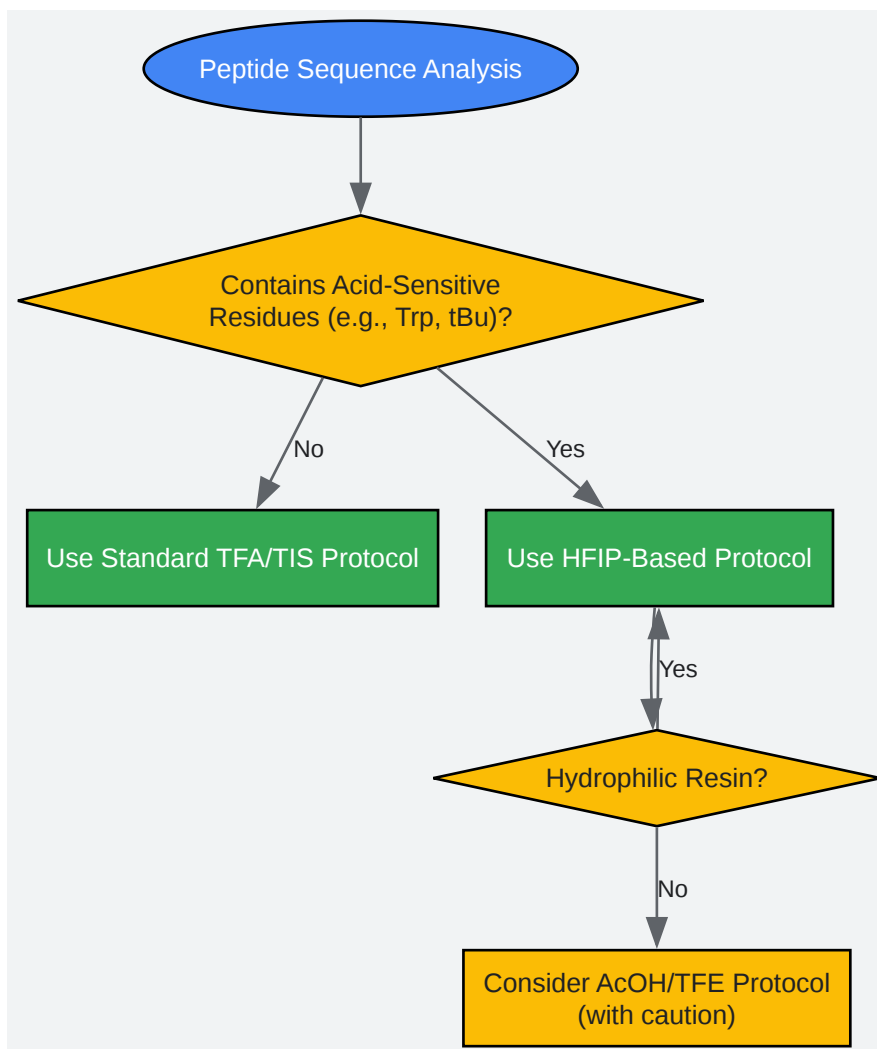 Peptide Sequence Analysis
Contains Acid-Sensitive
Residues (e.g., Trp, tBu)?
No
Yes
Use Standard TFA/TIS Protocol
Use HFIP-Based Protocol
Yes
Hydrophilic Resin?
No
Consider AcOH/TFE Protocol
(with caution)